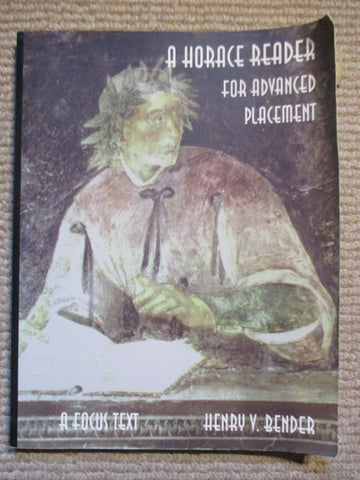 A HORACE READER
FOR ADVANCED
PLACEMENT
A FOCUS TEXT HENRY V. BENDER